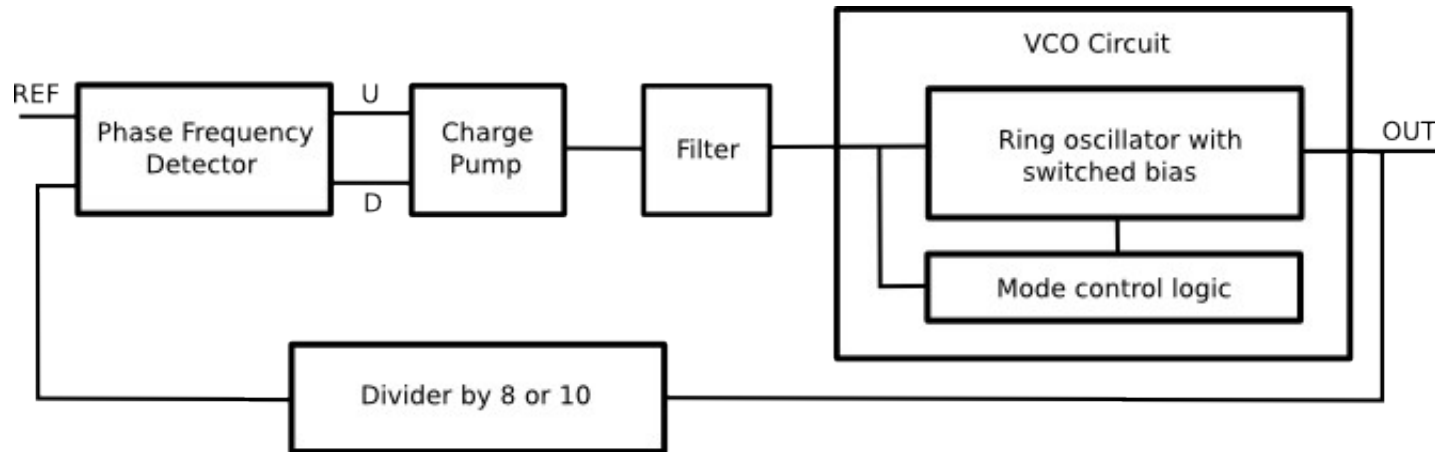 VCO Circuit
REF
U
OUT
Phase Frequency
Detector
Charge
Pump
Filter
Ring oscillator with
switched bias
D
Mode control logic
Divider by 8 or 10